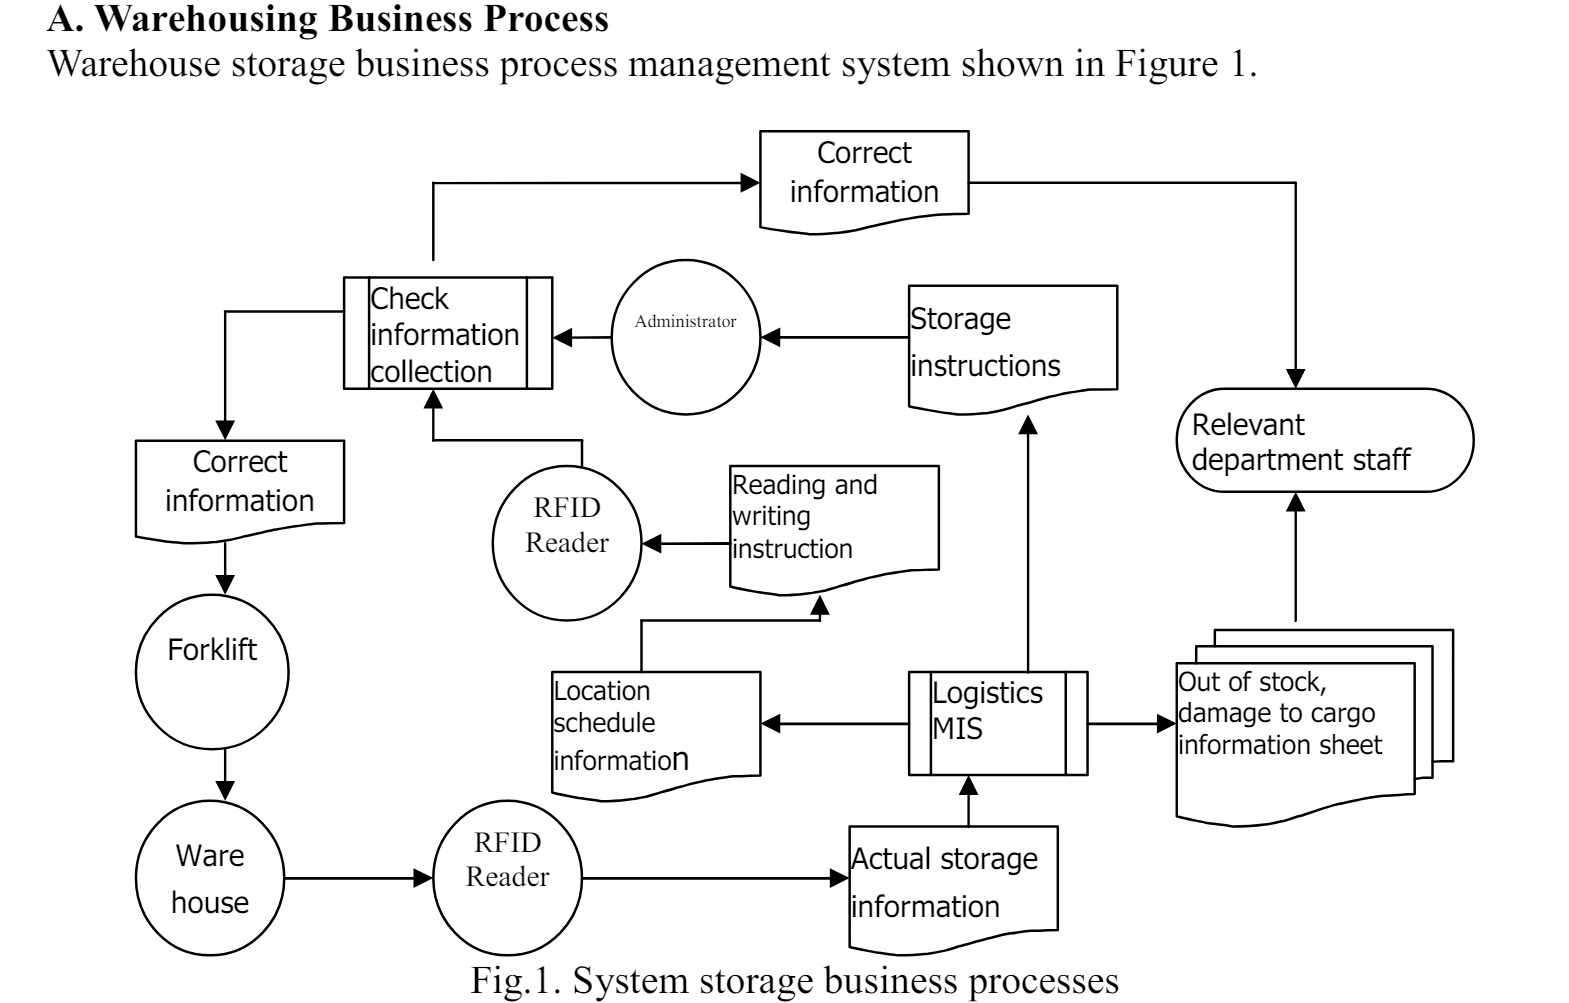 A. Warehousing Business Process
Warehouse storage business process management system shown in Figure 1.
Correct
information
Check
information
collection
Administrator
Storage
instructions
Relevant
department staff
Correct
information
RFID
Reader
Reading and
writing
instruction
Forklift
Location
schedule
information
Logistics
MIS
Out of stock,
damage to cargo
information sheet
Ware
house
RFID
Reader
Actual storage
information
Fig.1. System storage business processes